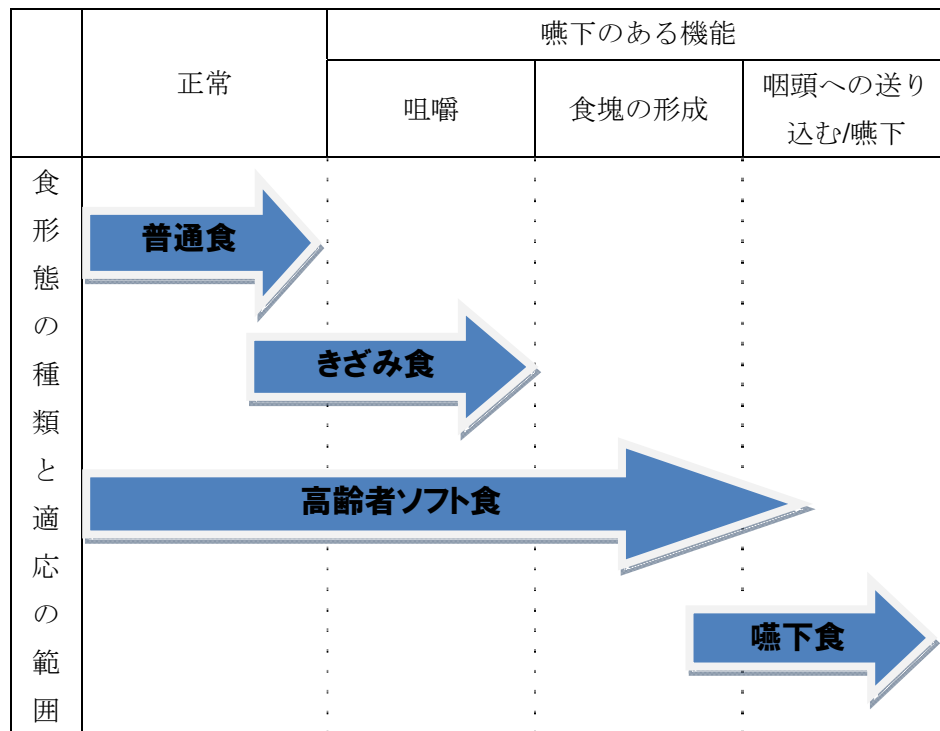 正常
嚥下のある機能
咀嚼
食塊の形成
咽頭への送り
込む/嚥下
食形態の種類と適応の範囲
普通食
きざみ食
高齢者ソフト食
嚥下食